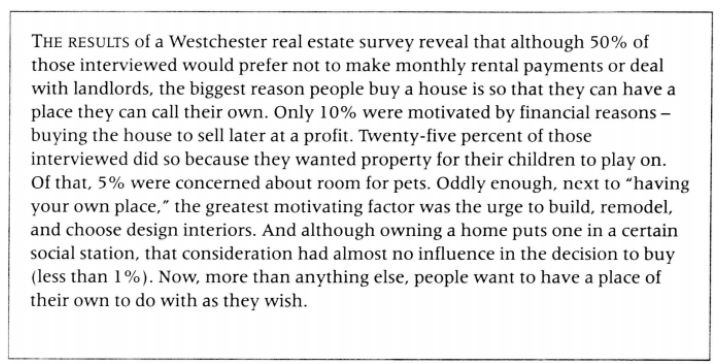 THE RESULTS of a Westchester real estate survey reveal that although 50% of
those interviewed would prefer not to make monthly rental payments or deal
with landlords, the biggest reason people buy a house is so that they can have a
place they can call their own. Only 10% were motivated by financial reasons –
buying the house to sell later at a profit. Twenty-five percent of those
interviewed did so because they wanted property for their children to play on.
Of that, 5% were concerned about room for pets. Oddly enough, next to “having
your own place,” the greatest motivating factor was the urge to build, remodel,
and choose design interiors. And although owning a home puts one in a certain
social station, that consideration had almost no influence in the decision to buy
(less than 1%). Now, more than anything else, people want to have a place of
their own to do with as they wish.